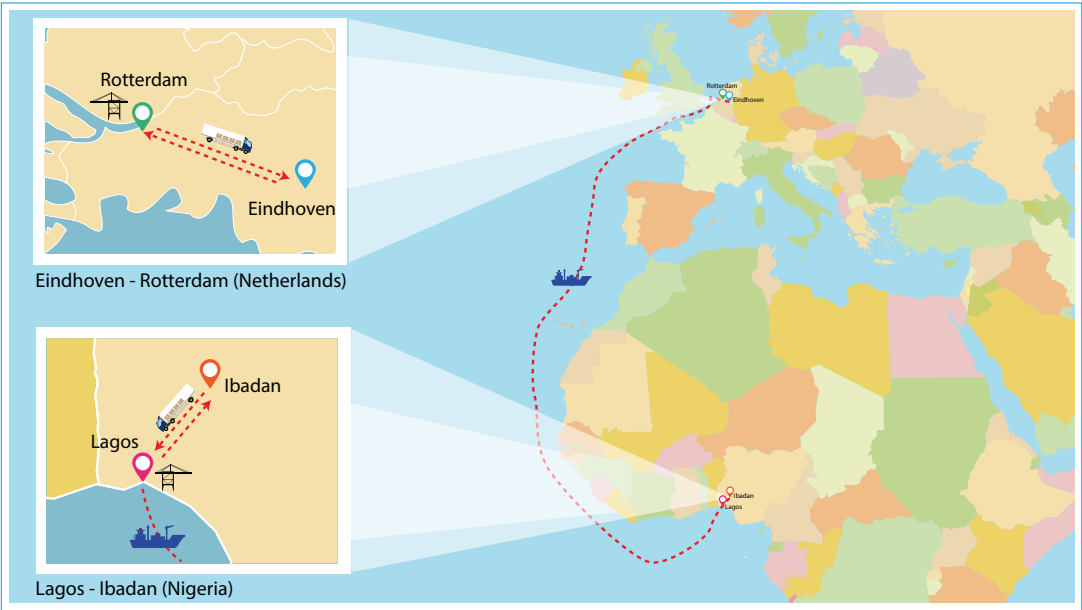 Rotterdam
Eindhoven
Eindhoven - Rotterdam (Netherlands)
Ibadan
Lagos
Lagos - Ibadan (Nigeria)
Rotterdam
Eindhoven
Ibadan
Lagos